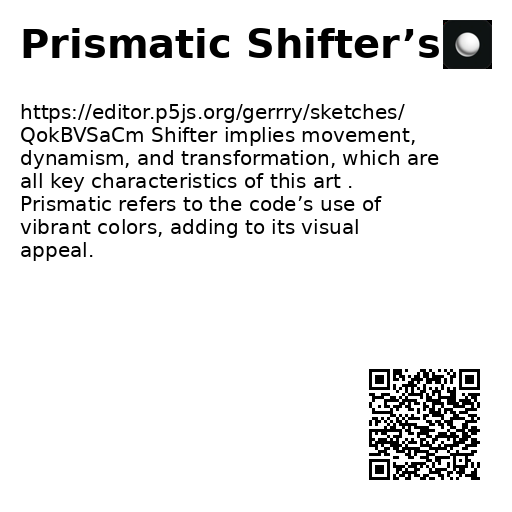 Prismatic Shifter’s
https://editor.p5js.org/gerrry/sketches/
QokBVSaCm Shifter implies movement,
dynamism, and transformation, which are
all key characteristics of this art .
Prismatic refers to the code’s use of
vibrant colors, adding to its visual
appeal.